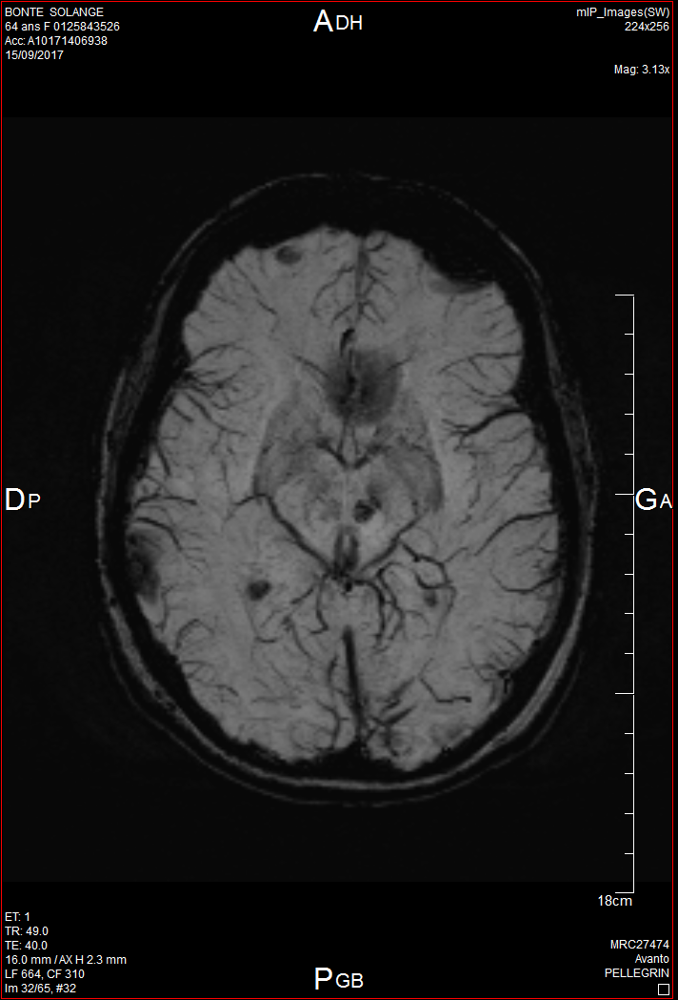 BONTE SOLANGE
64 ans F 0125843526
Acc: A10171406938
15/09/2017
ADH
mIP_Images(SW)
224x256
Mag: 3.13x
DP
GA
18cm
ET: 1
TR: 49.0
TE: 40.0
16.0 mm / AX H 2.3 mm
LF 664, CF 310
Im 32/65, #32
PGB
MRC27474
Avanto
PELLEGRIN